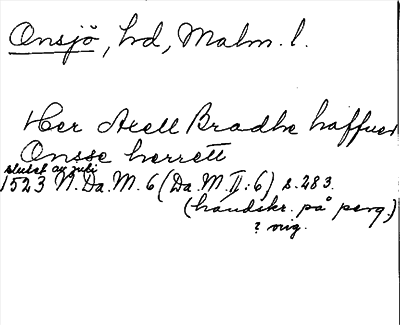 Onsjö, hd, Malm. l.
Her Axell Bradhe haffuer
Onsse herrett
slutet av juli
1523 N. Da. M. 6 (Da. M. II:6) s. 283.
(handskr. på perg.)
? orig.